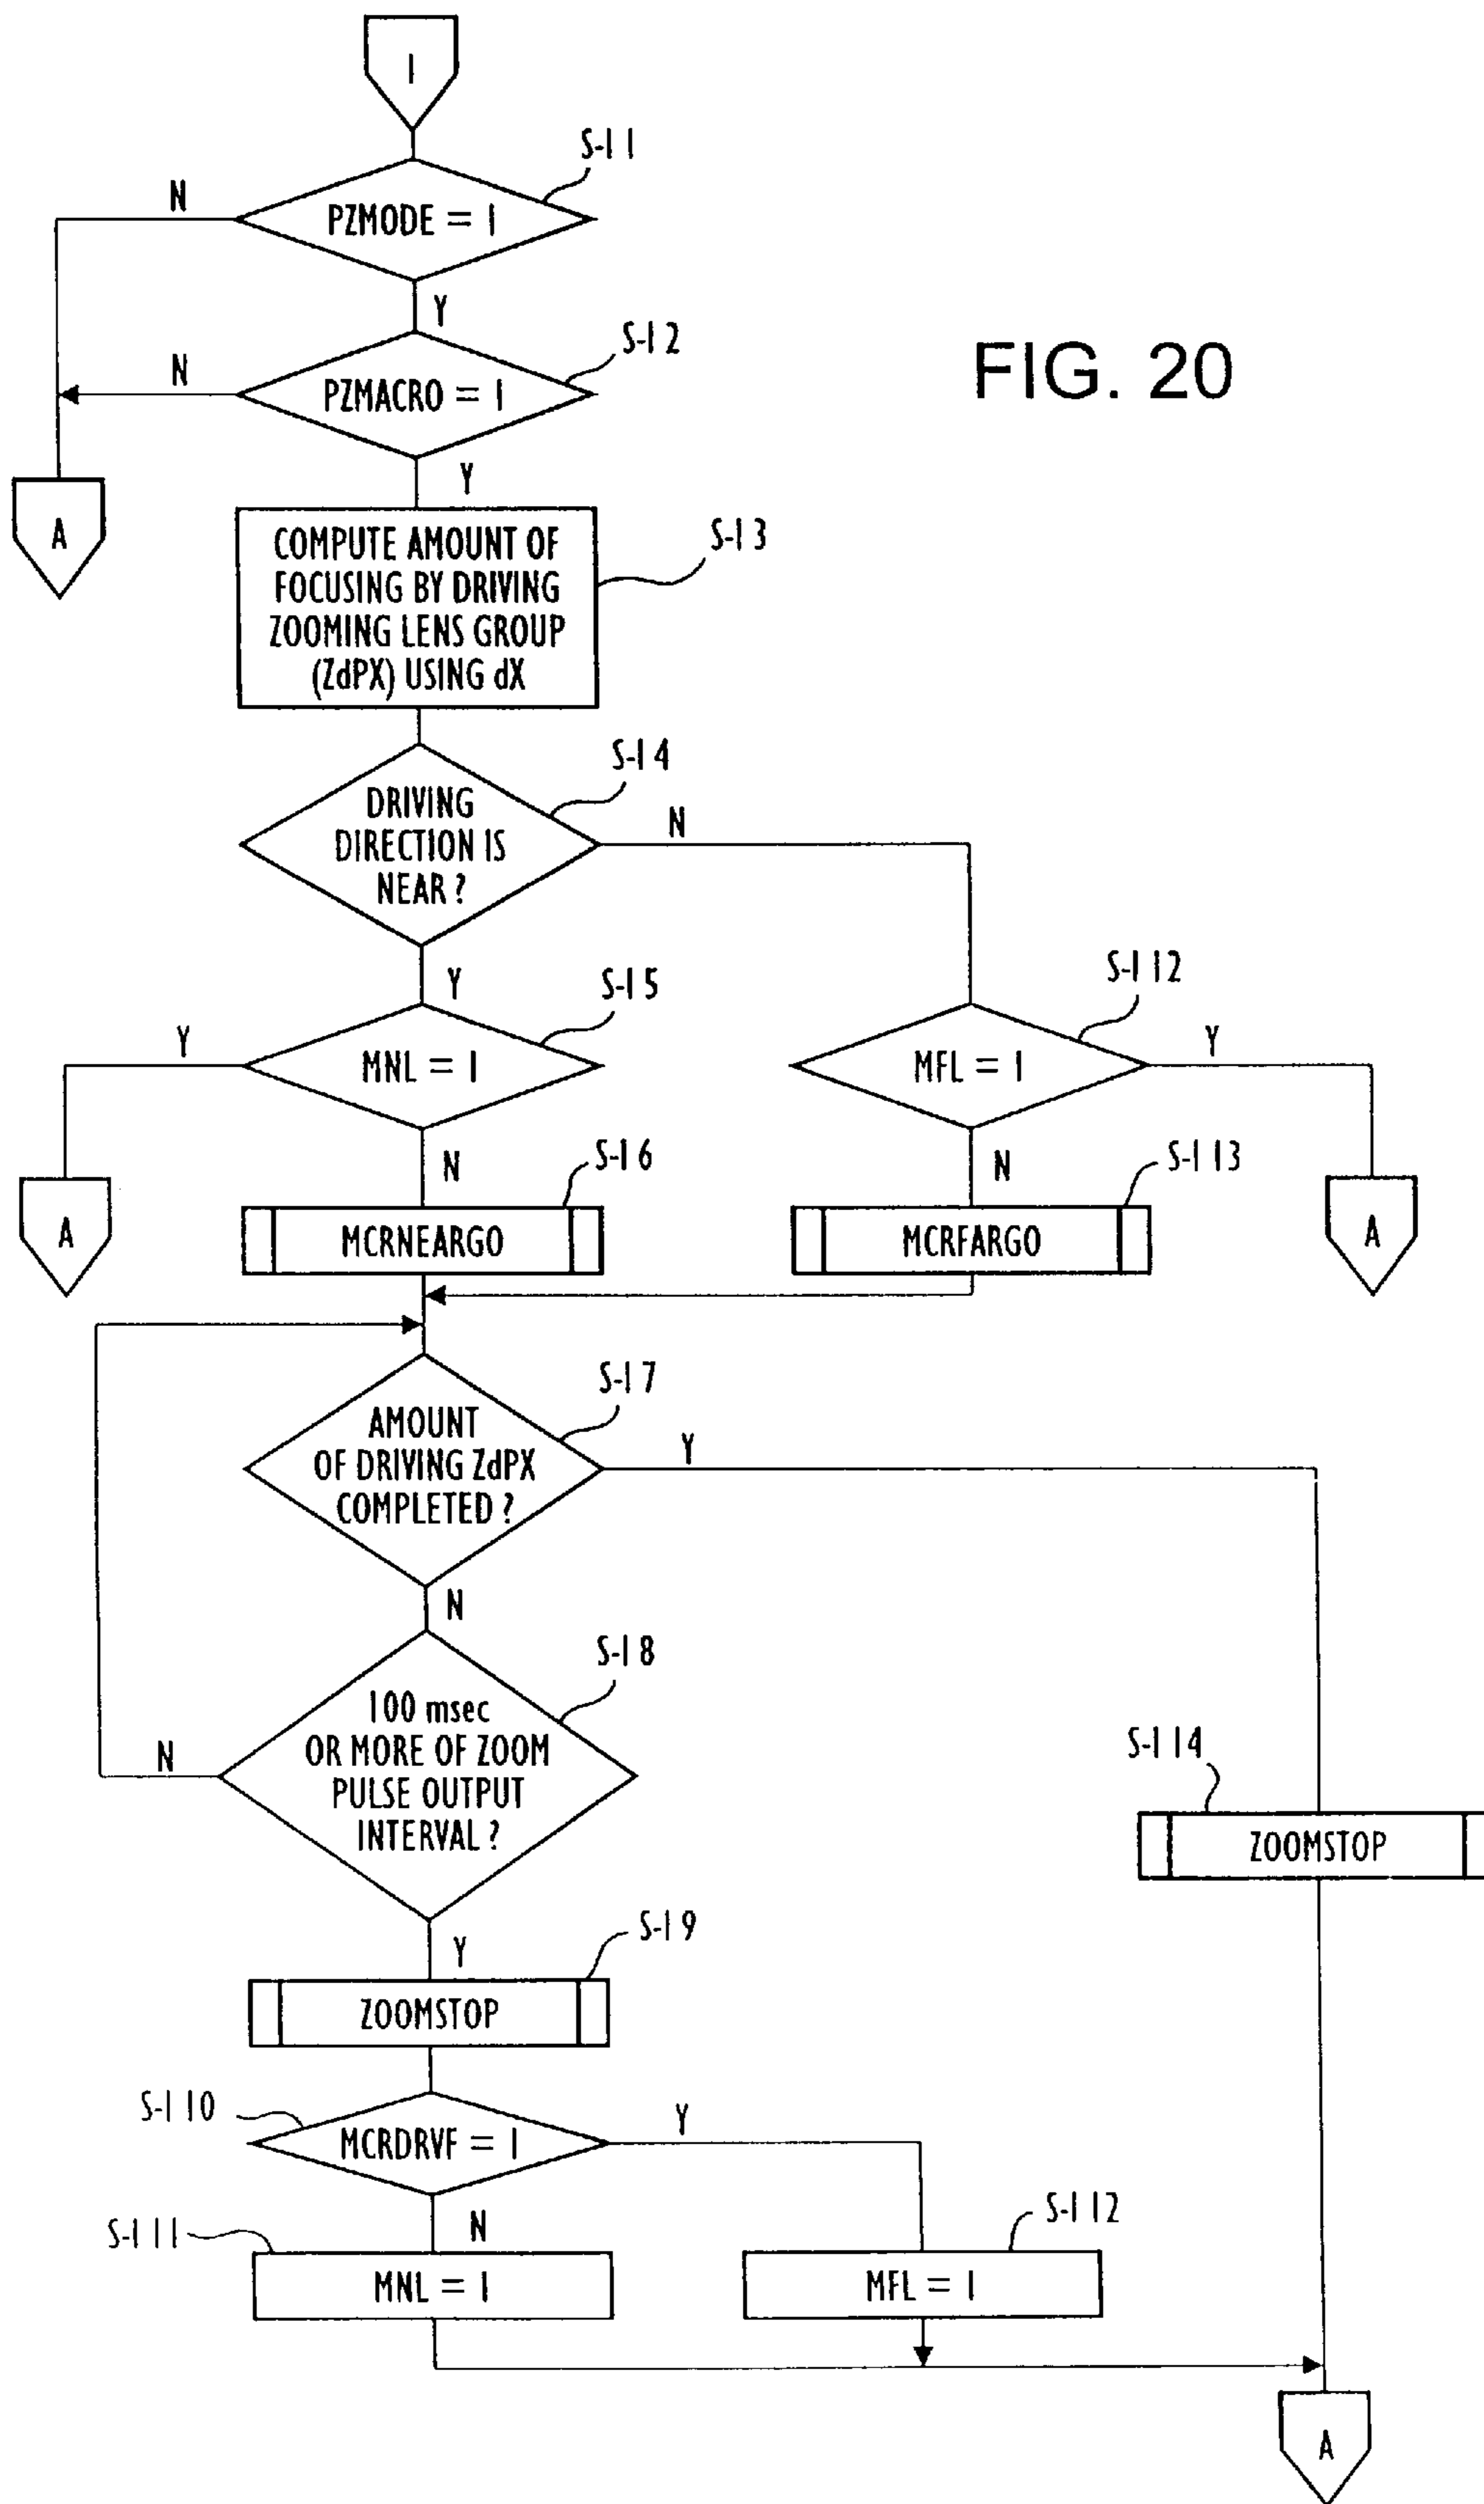 I
S-11
N
PZMODE = 1
Y
S-12
N
PZMACRO = 1
FIG. 20
Y
A
COMPUTE AMOUNT OF
FOCUSING BY DRIVING
ZOOMING LENS GROUP
(ZdPX) USING dX
S-13
S-14
DRIVING
DIRECTION IS
NEAR ?
N
Y
S-15
S-112
Y
MNL = 1
MFL = 1
Y
N
S-16
N
S-113
A
MCRNEARGO
MCRFARGO
A
S-17
AMOUNT
OF DRIVING ZdPX
COMPLETED ?
Y
N
S-18
100 msec
OR MORE OF ZOOM
PULSE OUTPUT
INTERVAL ?
N
S-114
ZOOMSTOP
Y
S-19
ZOOMSTOP
S-110
MCRDRVF = 1
Y
S-111
N
S-112
MNL = 1
MFL = 1
A